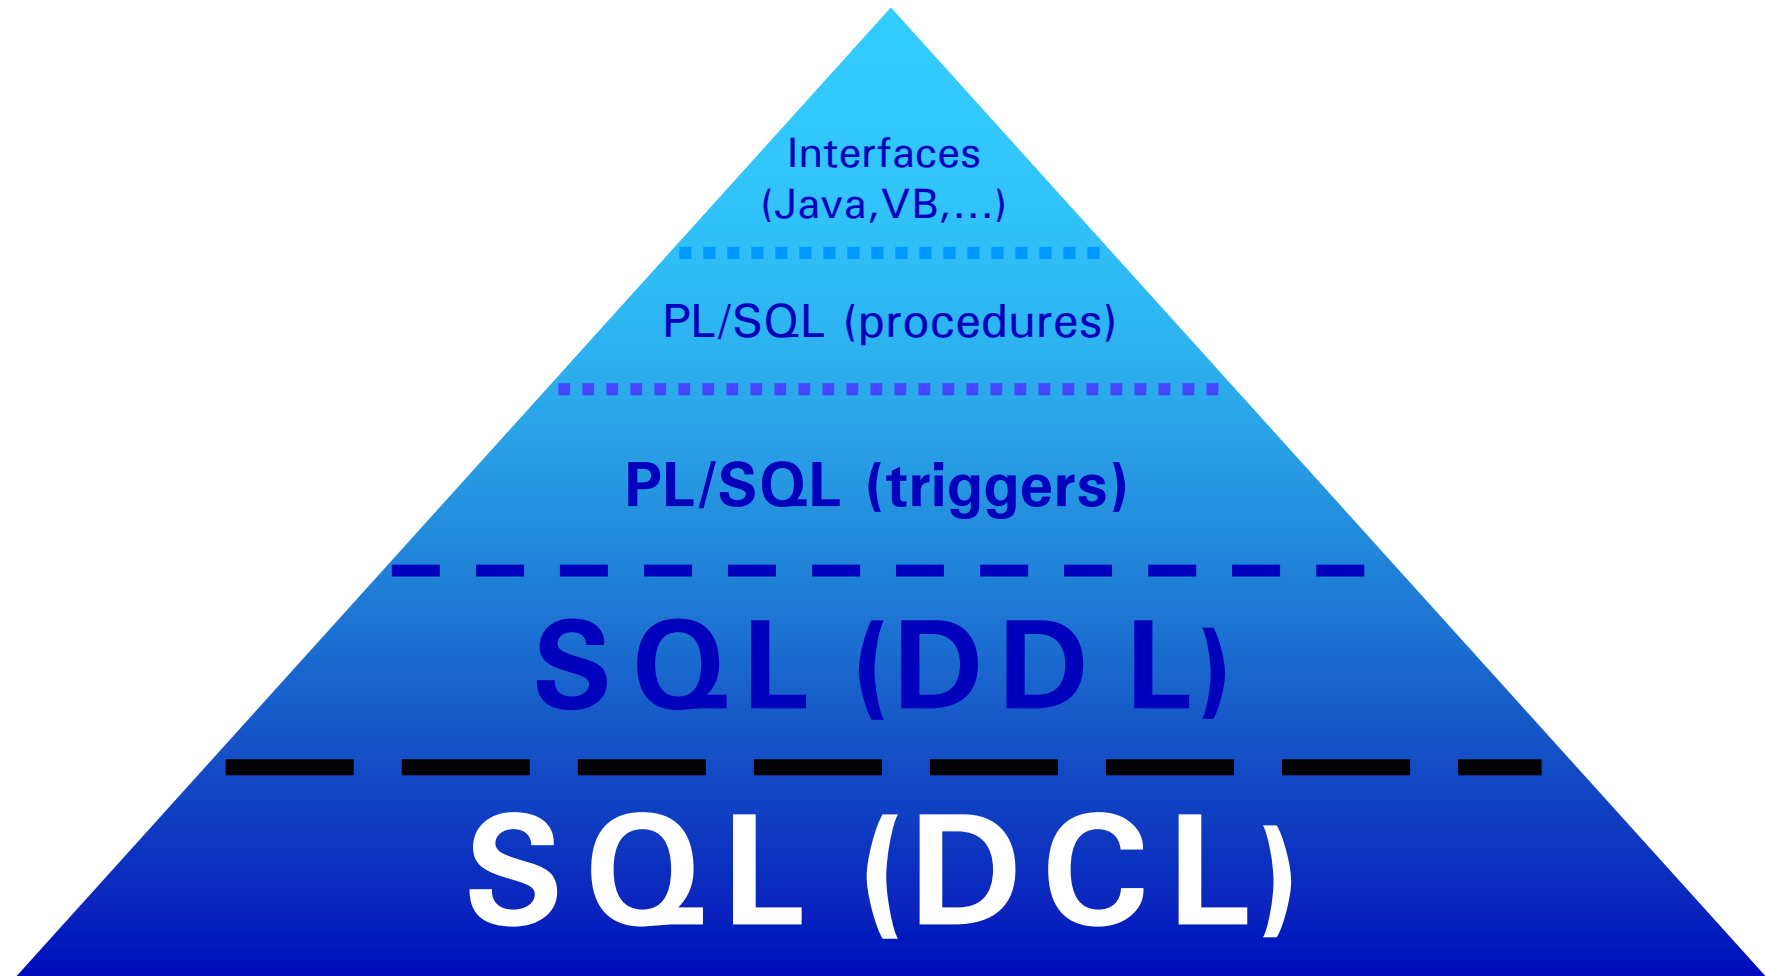 Interfaces
(Java,VB,...)
PL/SQL (procedures)
PL/SQL (triggers)
SQL (DDL)
SQL (DCL)